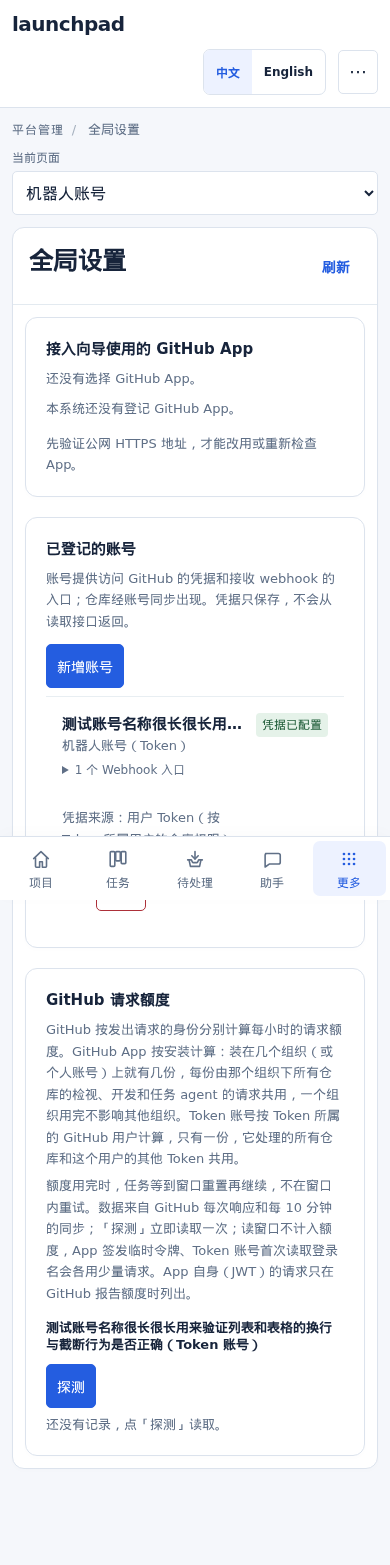 launchpad
中文
English
...
平台管理 / 全局设置
当前页面
机器人账号
全局设置
刷新
接入向导使用的 GitHub App
还没有选择 GitHub App。
本系统还没有登记 GitHub App。
先验证公网 HTTPS 地址，才能改用或重新检查
App。
已登记的账号
账号提供访问 GitHub 的凭据和接收 webhook 的
入口；仓库经账号同步出现。凭据只保存，不会从
读取接口返回。
新增账号
测试账号名称很长很长用...
凭据已配置
机器人账号（Token）
1 个 Webhook 入口
凭据来源：用户 Token（按
项目
任务
待处理
助手
更多
GitHub 请求额度
GitHub 按发出请求的身份分别计算每小时的请求额
度。GitHub App 按安装计算：装在几个组织（或
个人账号）上就有几份，每份由那个组织下所有仓
库的检视、开发和任务 agent 的请求共用，一个组
织用完不影响其他组织。Token 账号按 Token 所属
的 GitHub 用户计算，只有一份，它处理的所有仓
库和这个用户的其他 Token 共用。
额度用完时，任务等到窗口重置再继续，不在窗口
内重试。数据来自 GitHub 每次响应和每 10 分钟
的同步；「探测」立即读取一次；读窗口不计入额
度，App 签发临时令牌、Token 账号首次读取登录
名会各用少量请求。App 自身（JWT）的请求只在
GitHub 报告额度时列出。
测试账号名称很长很长用来验证列表和表格的换行
与截断行为是否正确（Token 账号）
探测
还没有记录，点「探测」读取。